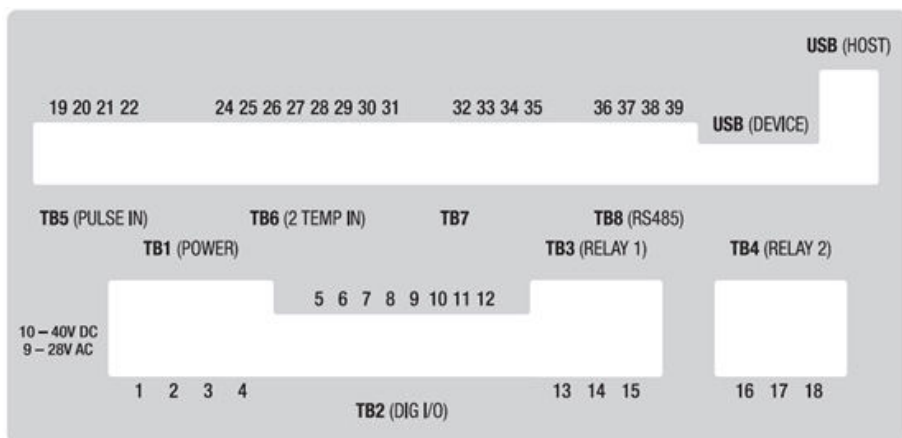 USB (HOST)
19 20 21 22 24 25 26 27 28 29 30 31 32 33 34 35 36 37 38 39
USB (DEVICE)
TB5 (PULSE IN) TB6 (2 TEMP IN) TB7 TB8 (RS485)
TB1 (POWER) TB3 (RELAY 1) TB4 (RELAY 2)
5 6 7 8 9 10 11 12
10 – 40V DC
9 – 28V AC
1 2 3 4 13 14 15 16 17 18
TB2 (DIG I/O)